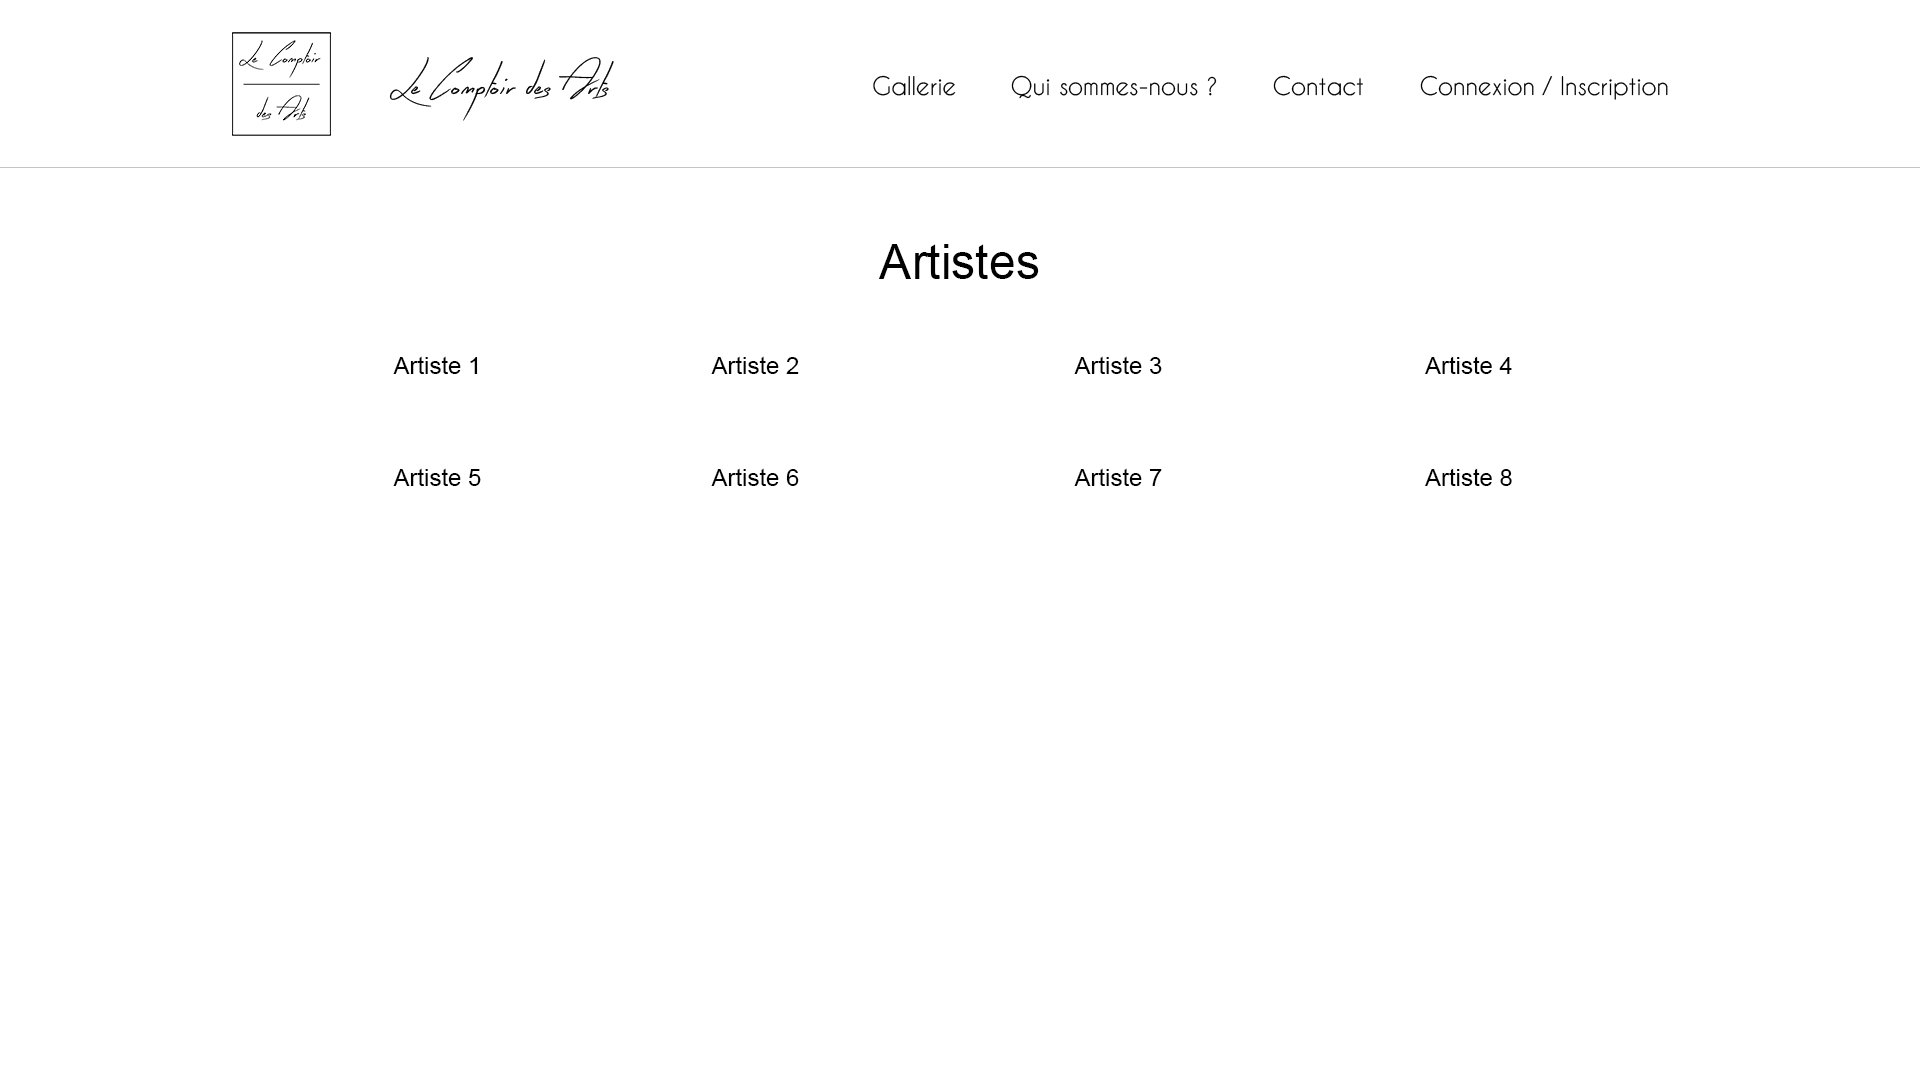 Le Comptoir
des Arts
Le Comptoir des Arts
Gallerie Qui sommes-nous ? Contact Connexion / Inscription
Artistes
Artiste 1 Artiste 2 Artiste 3 Artiste 4
Artiste 5 Artiste 6 Artiste 7 Artiste 8